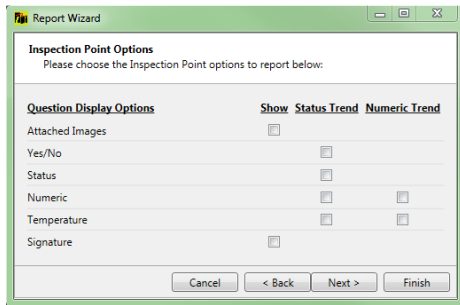 Report Wizard
Inspection Point Options
Please choose the Inspection Point options to report below:
Question Display Options Show Status Trend Numeric Trend
Attached Images
Yes/No
Status
Numeric
Temperature
Signature
Cancel < Back Next > Finish